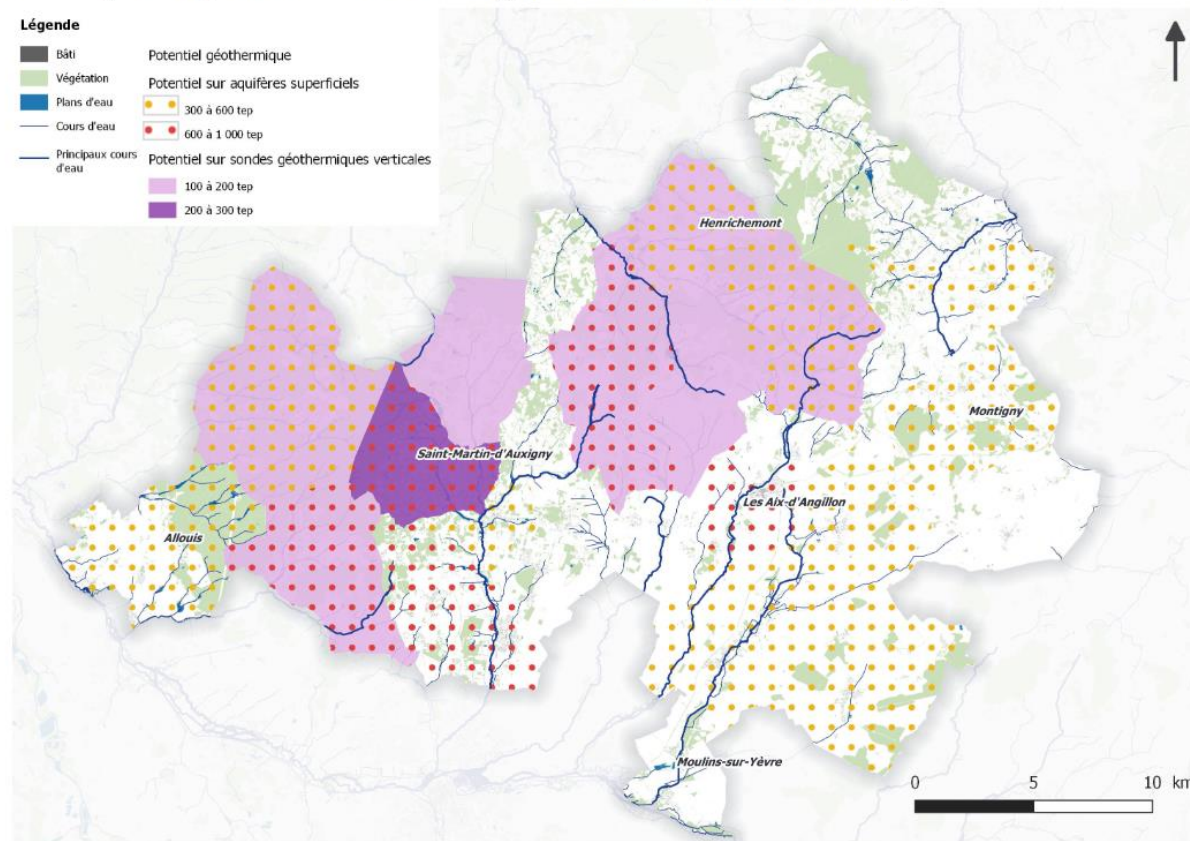 Légende
Bâti
Végétation
Plans d'eau
Cours d'eau
Principaux cours
d'eau
Potentiel géothermique
Potentiel sur aquifères superficiels
300 à 600 tep
600 à 1 000 tep
Potentiel sur sondes géothermiques verticales
100 à 200 tep
200 à 300 tep
Henrichemont
Montigny
Saint-Martin-d'Auxigny
Les Aix-d'Angillon
Allouis
Moulins-sur-Yèvre
0 5 10 km